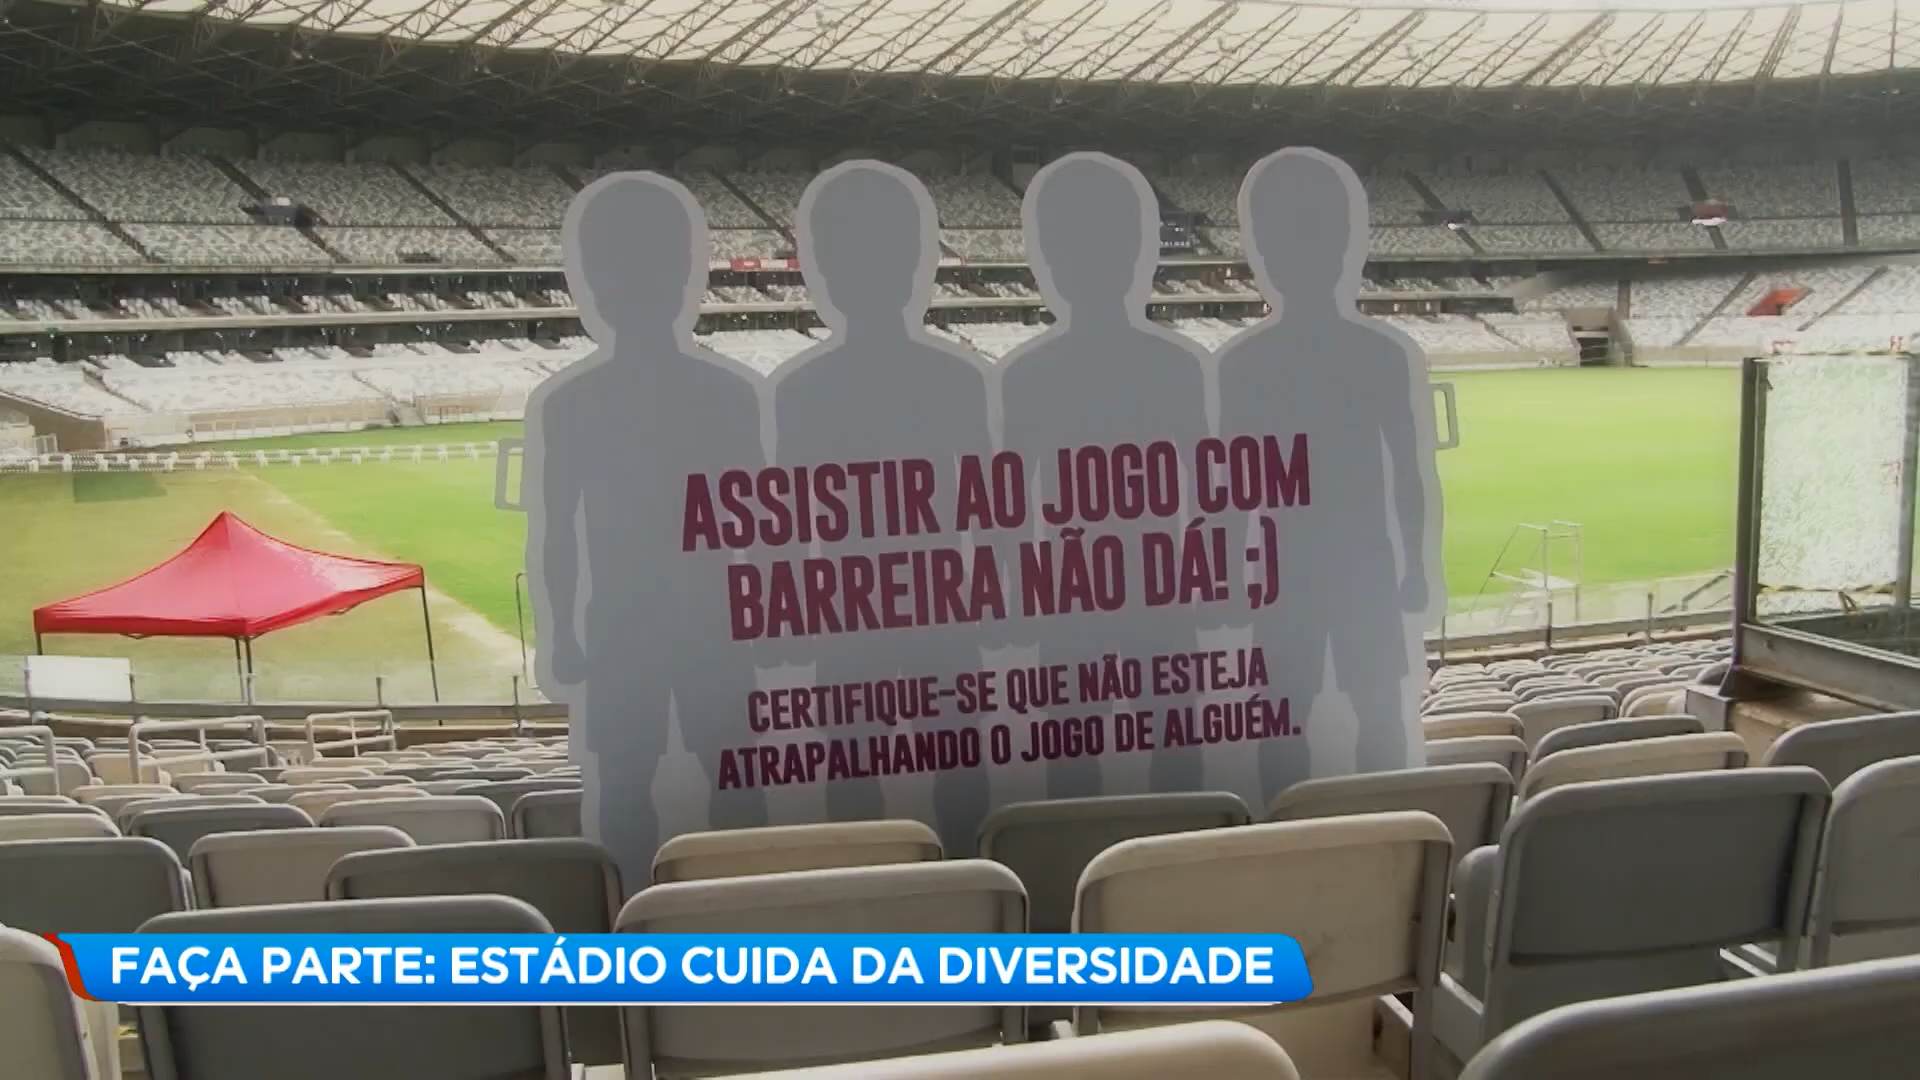 ASSISTIR AO JOGO COM
BARREIRA NÃO DÁ! ;)
CERTIFIQUE-SE QUE NÃO ESTEJA
ATRAPALHANDO O JOGO DE ALGUÉM.
FAÇA PARTE: ESTÁDIO CUIDA DA DIVERSIDADE